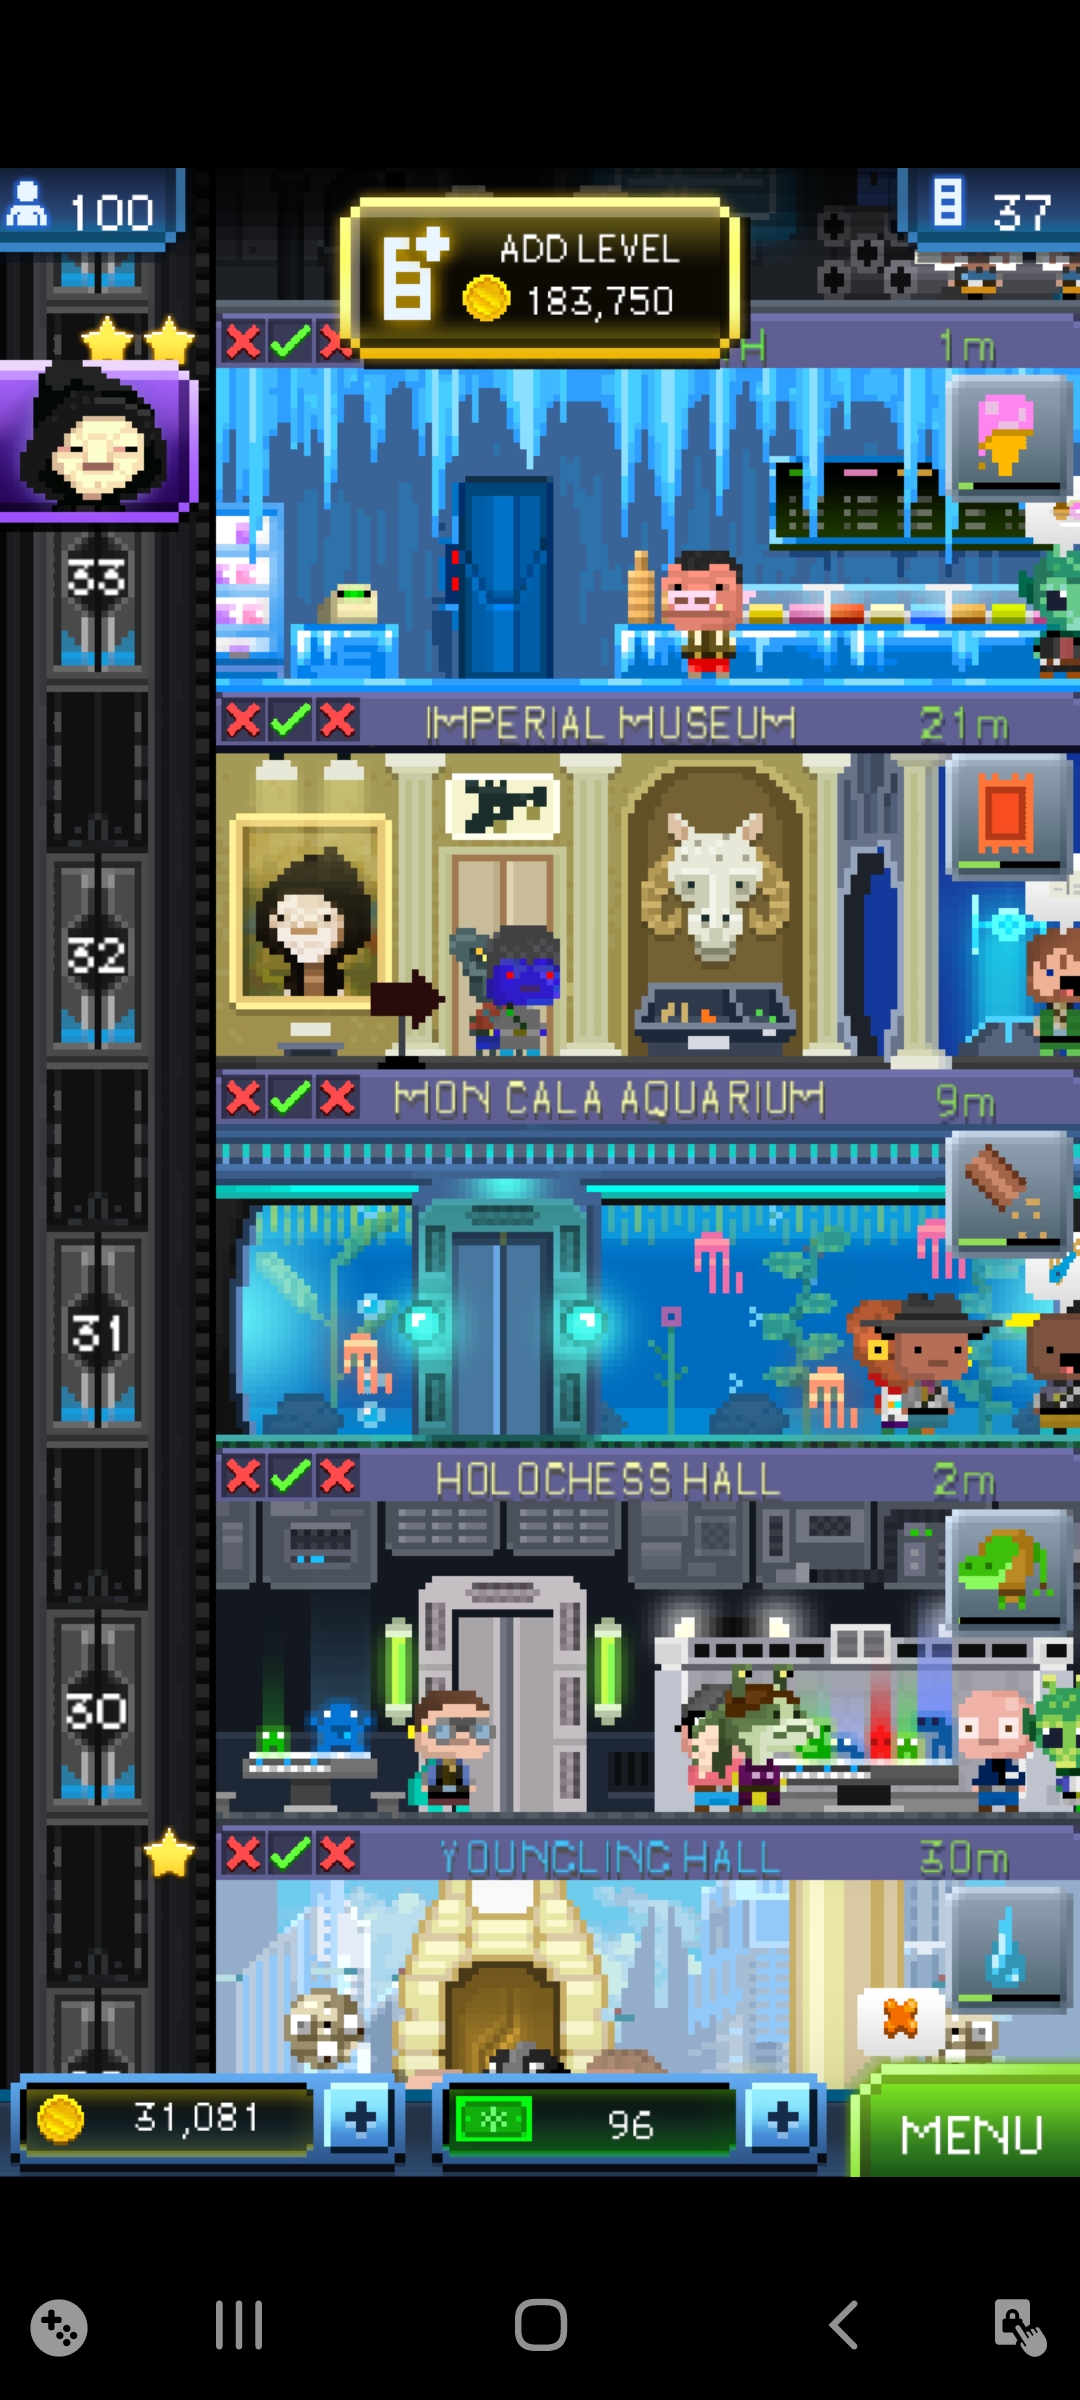 100
37
ADD LEVEL
183,750
H
1m
33
IMPERIAL MUSEUM
21m
32
MON CALA AQUARIUM
9m
31
HOLOCHESS HALL
2m
30
YOUNGLING HALL
30m
31,081
96
MENU